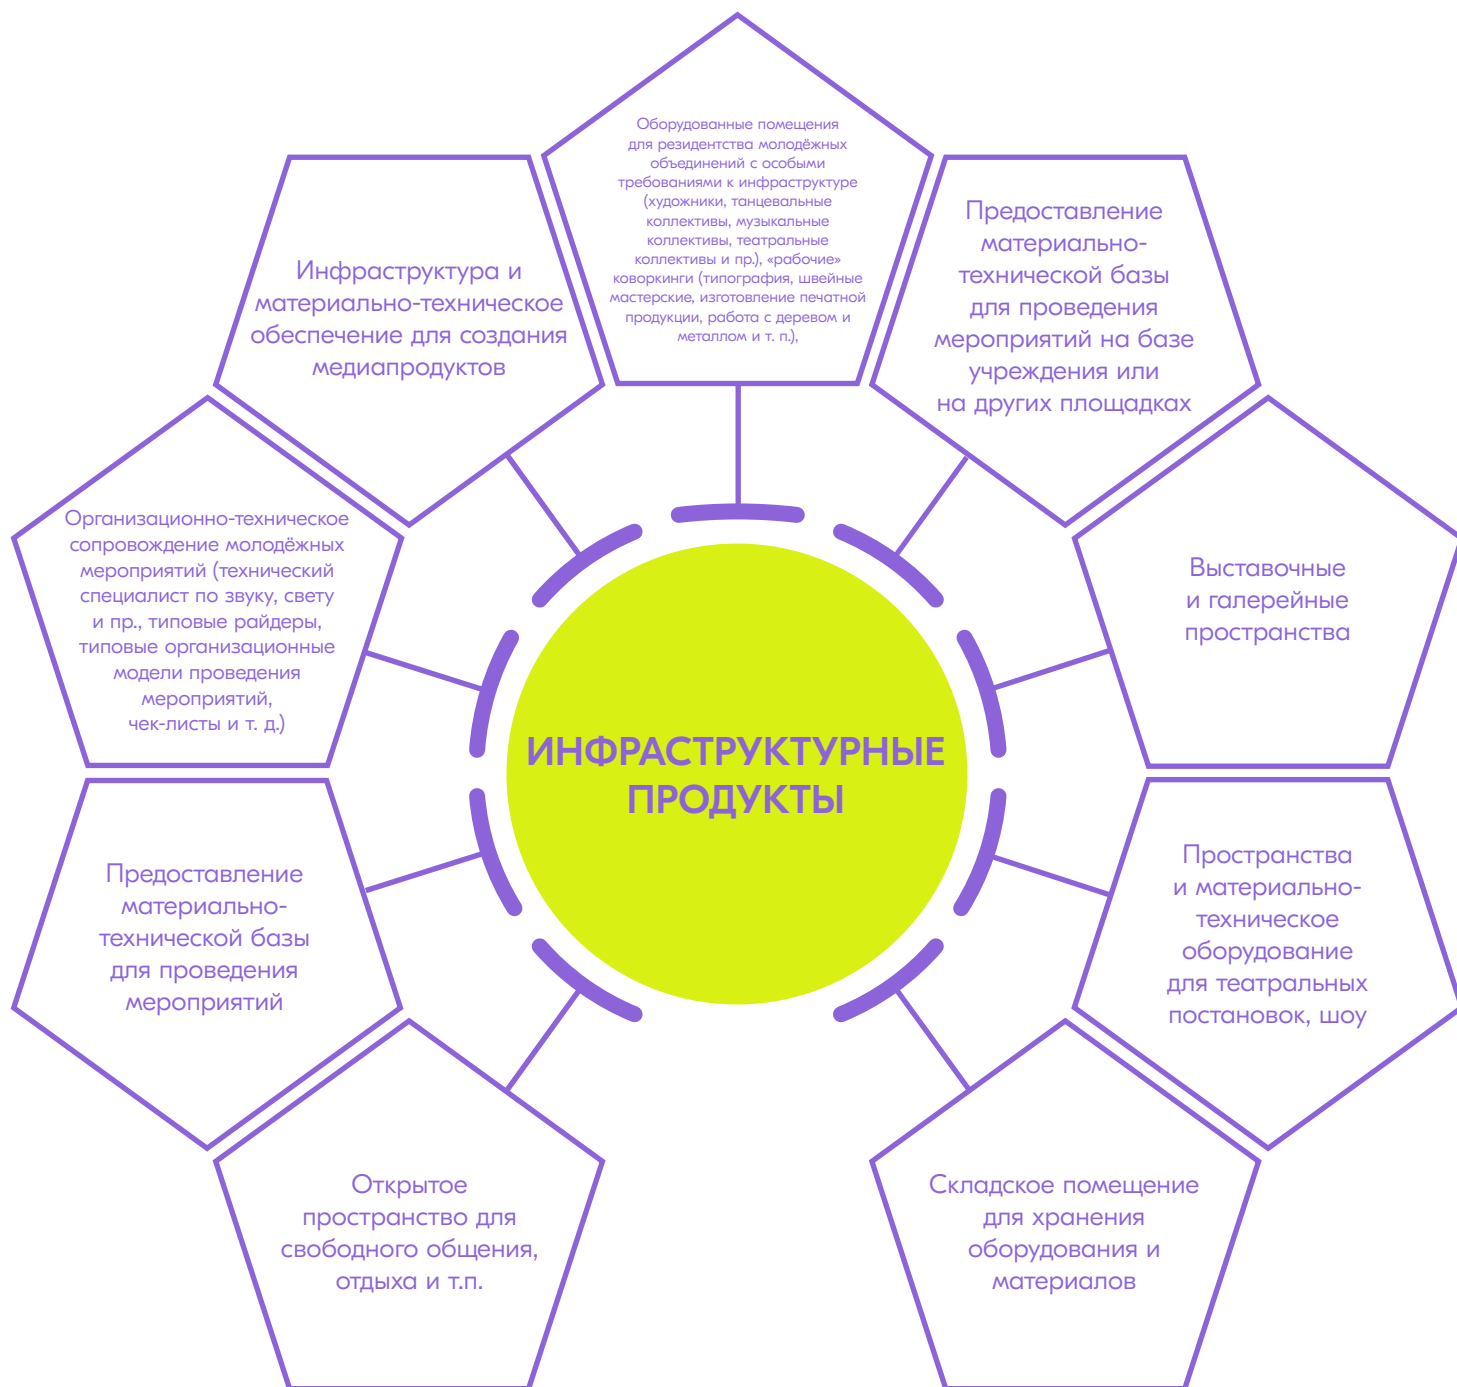 Оборудованные помещения
для резидентства молодёжных
объединений с особыми
требованиями к инфраструктуре
(художники, танцевальные
коллективы, музыкальные
коллективы, театральные
коллективы и пр.), «рабочие»
коворкинги (типография, швейные
мастерские, изготовление печатной
продукции, работа с деревом и
металлом и т. п.),
Предоставление
материально-
технической базы
для проведения
мероприятий на базе
учреждения или
на других площадках
Выставочные
и галерейные
пространства
Пространства
и материально-
техническое
оборудование
для театральных
постановок, шоу
Складское помещение
для хранения
оборудования и
материалов
Открытое
пространство для
свободного общения,
отдыха и т.п.
Предоставление
материально-
технической базы
для проведения
мероприятий
Организационно-техническое
сопровождение молодёжных
мероприятий (технический
специалист по звуку, свету
и пр., типовые райдеры,
типовые организационные
модели проведения
мероприятий,
чек-листы и т. д.)
Инфраструктура и
материально-техническое
обеспечение для создания
медиапродуктов
ИНФРАСТРУКТУРНЫЕ
ПРОДУКТЫ